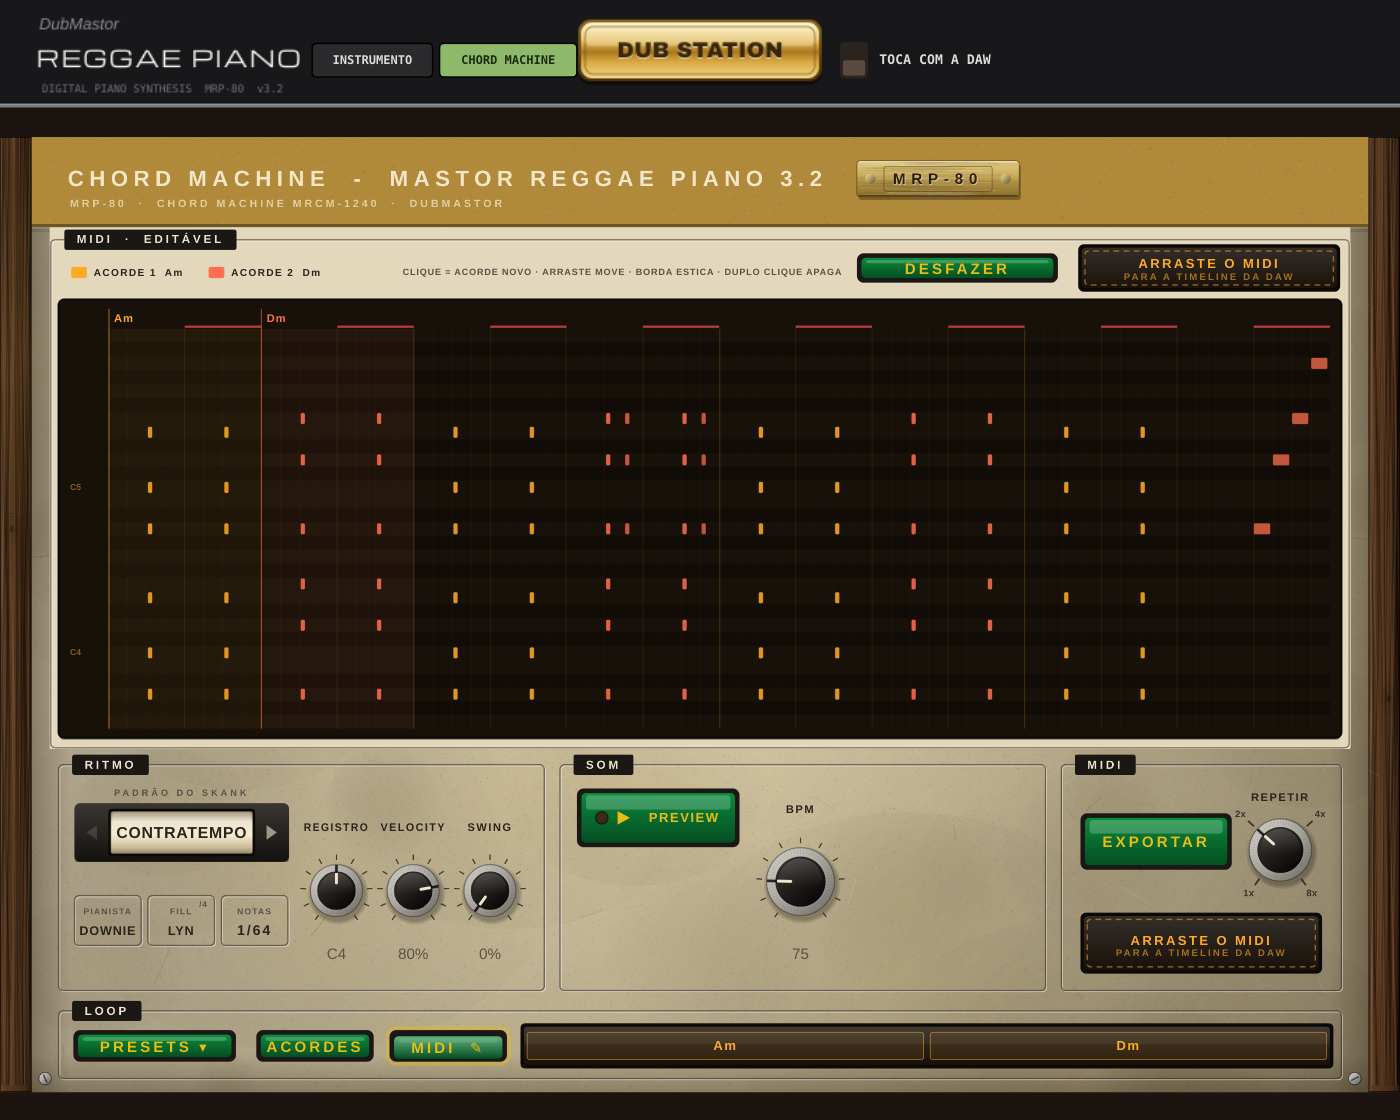 DubMastor
REGGAE PIANO
DIGITAL PIANO SYNTHESIS MRP-80 v3.2
INSTRUMENTO
CHORD MACHINE
DUB STATION
TOCA COM A DAW
CHORD MACHINE - MASTOR REGGAE PIANO 3.2
MRP-80
MRP-80 · CHORD MACHINE MRCM-1240 · DUBMASTOR
MIDI · EDITÁVEL
ACORDE 1 Am
ACORDE 2 Dm
CLIQUE = ACORDE NOVO · ARRASTE MOVE · BORDA ESTICA · DUPLO CLIQUE APAGA
DESFAZER
ARRASTE O MIDI
PARA A TIMELINE DA DAW
Am
Dm
C5
C4
RITMO
PADRÃO DO SKANK
CONTRATEMPO
REGISTRO
VELOCITY
SWING
PIANISTA
DOWNIE
FILL /4
LYN
NOTAS
1/64
C4
80%
0%
SOM
PREVIEW
BPM
75
MIDI
EXPORTAR
REPETIR
2x
4x
1x
8x
ARRASTE O MIDI
PARA A TIMELINE DA DAW
LOOP
PRESETS ▾
ACORDES
MIDI ✎
Am
Dm